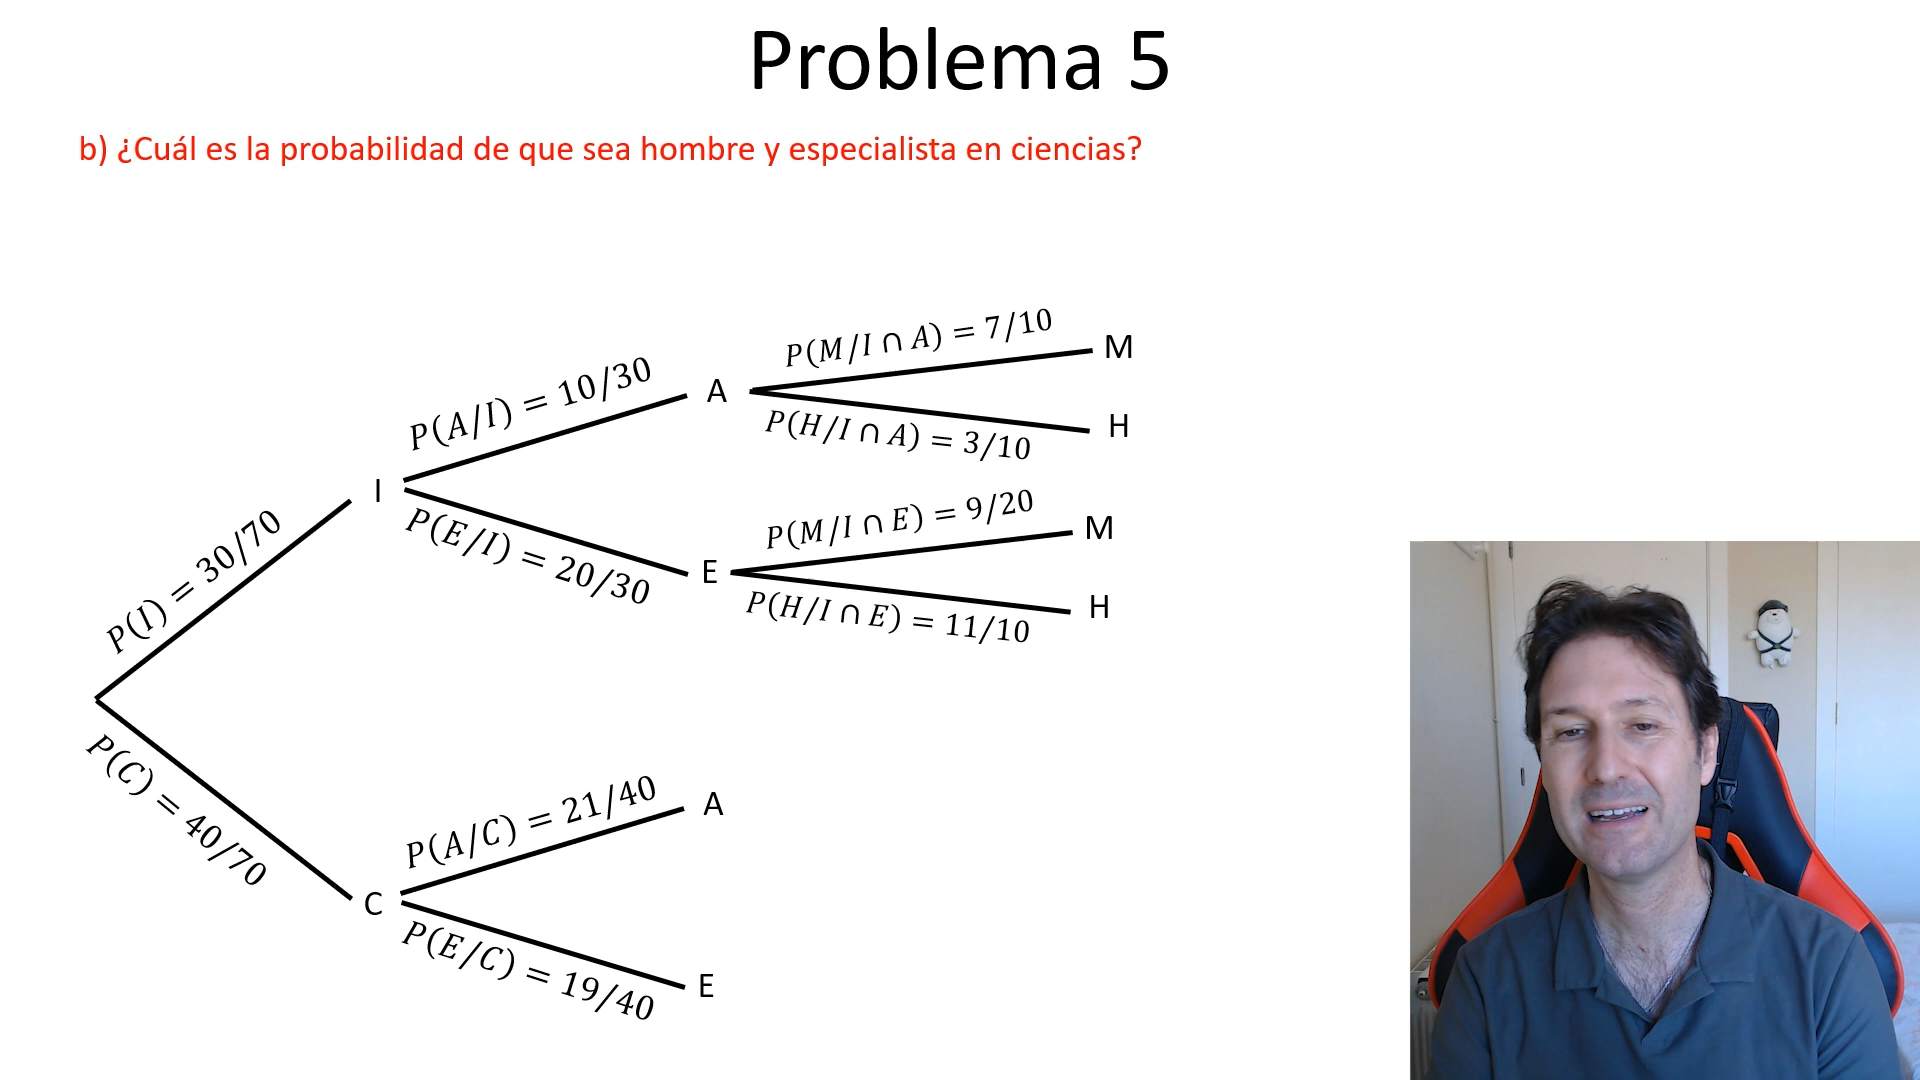 Problema 5
b) ¿Cuál es la probabilidad de que sea hombre y especialista en ciencias?
P(M/I ∩ A) = 7/10
M
P(A/I) = 10/30
A
P(H/I ∩ A) = 3/10
H
I
P(M/I ∩ E) = 9/20
M
P(I) = 30/70
P(E/I) = 20/30
E
P(H/I ∩ E) = 11/10
H
P(C) = 40/70
P(A/C) = 21/40
A
C
P(E/C) = 19/40
E